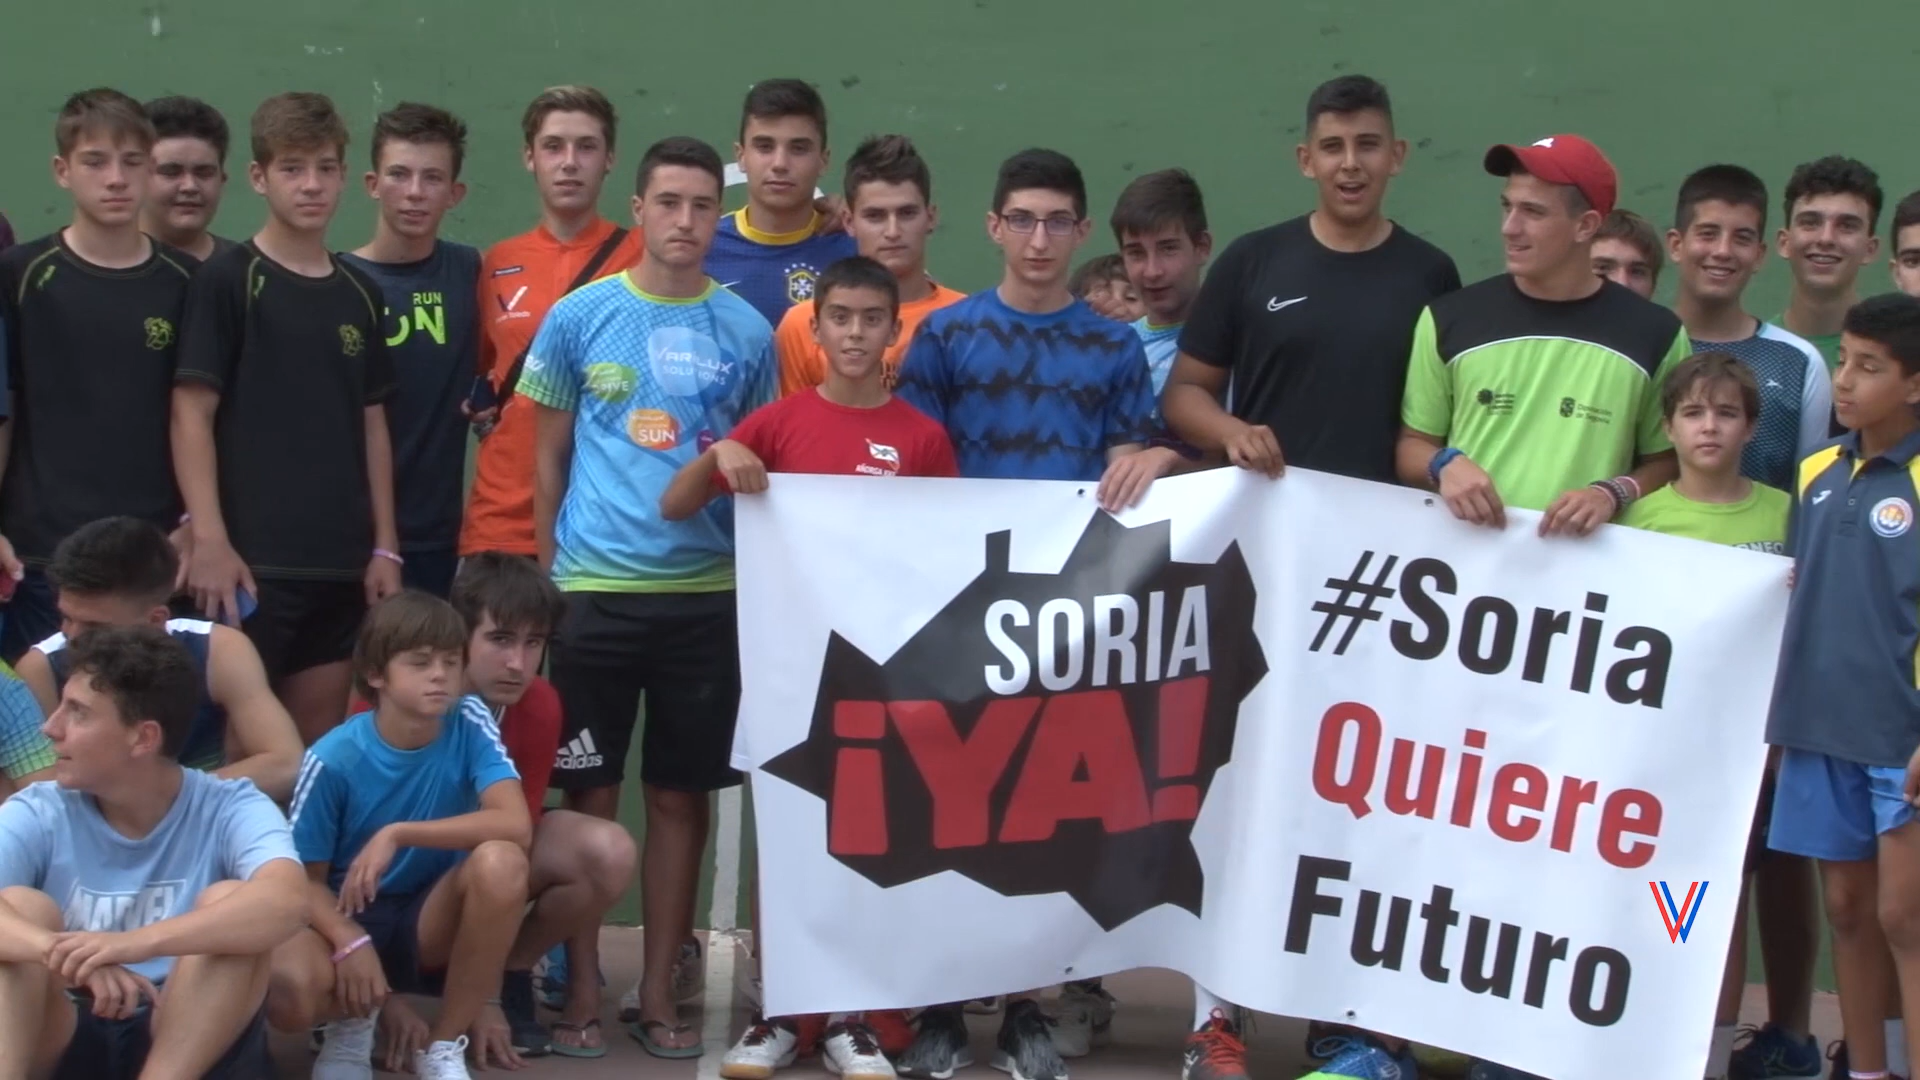 RUN
ON
VARILUX
SOLUTIONS
SUN
adidas
MARVEL
SORIA
¡YA!
#Soria
Quiere
Futuro